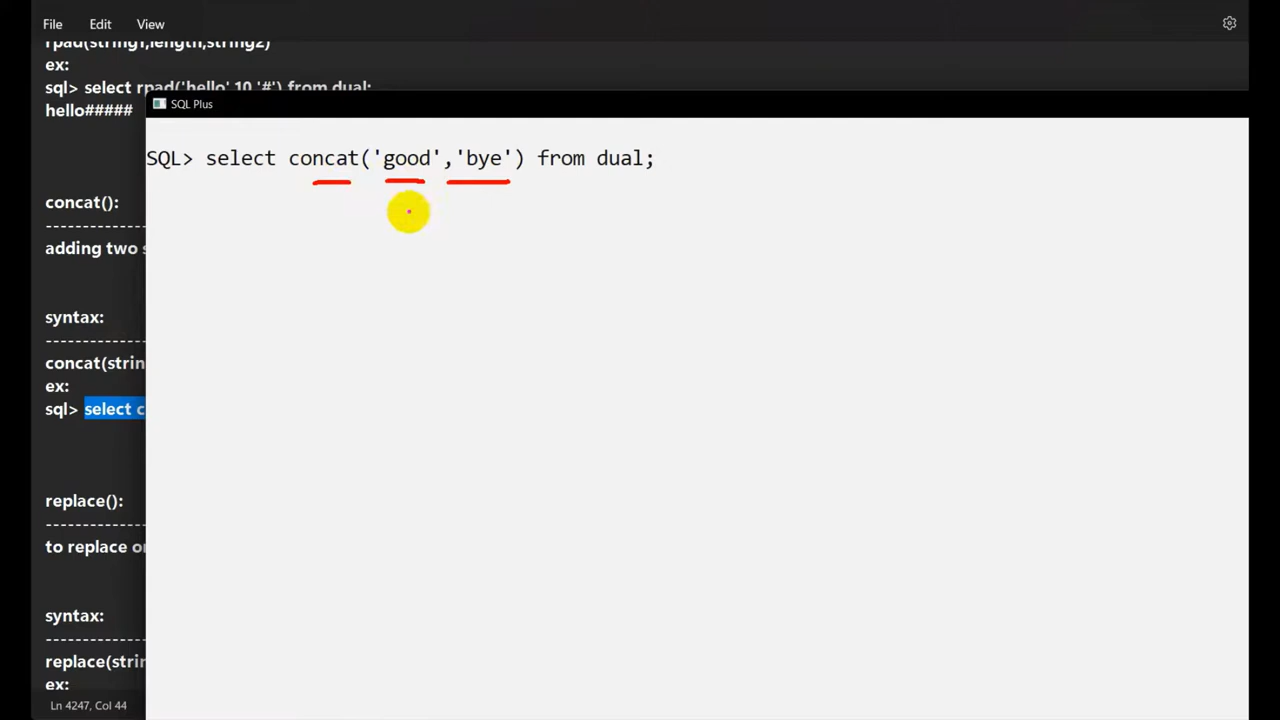 File Edit View
rpad(string1,length,string2)
ex:
sql> select rpad('hello',10,'#') from dual;
hello#####
SQL Plus
SQL> select concat('good','bye') from dual;
concat():
---------------
adding two
syntax:
---------------
concat(strin
ex:
sql> select c
replace():
---------------
to replace
syntax:
---------------
replace(strin
ex:
Ln 4247, Col 44